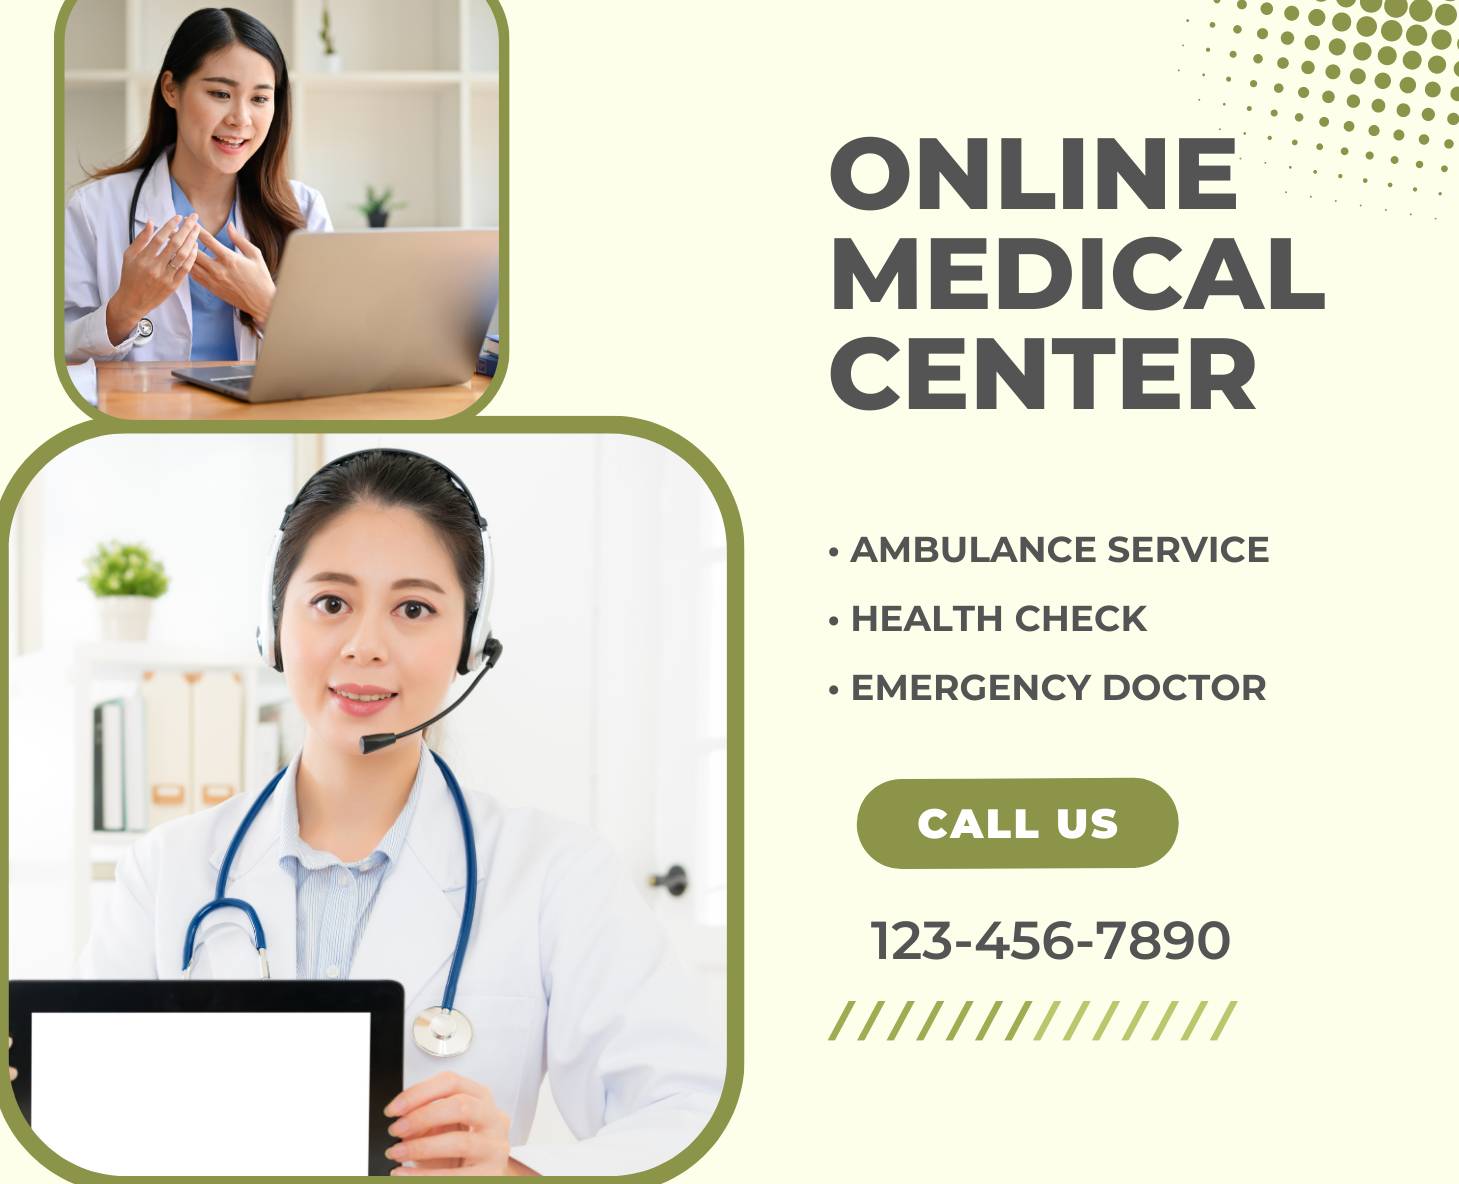 ONLINE
MEDICAL
CENTER
• AMBULANCE SERVICE
• HEALTH CHECK
• EMERGENCY DOCTOR
CALL US
123-456-7890